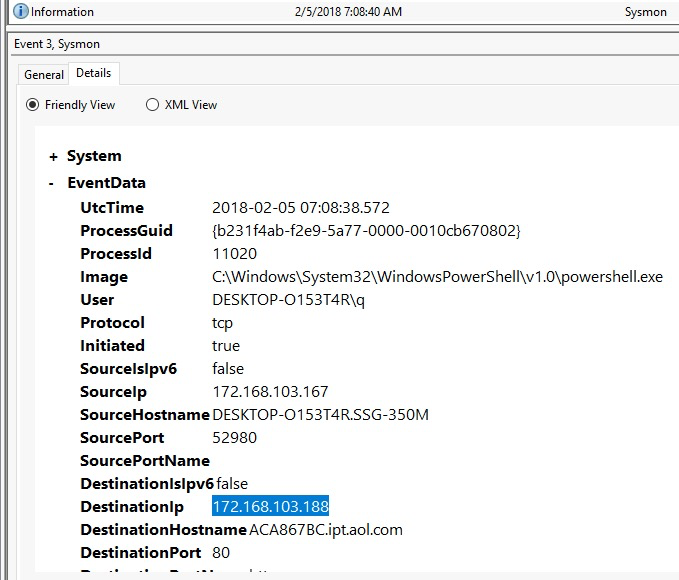 Information 2/5/2018 7:08:40 AM Sysmon
Event 3, Sysmon
General Details
Friendly View XML View
+ System
- EventData
UtcTime 2018-02-05 07:08:38.572
ProcessGuid {b231f4ab-f2e9-5a77-0000-0010cb670802}
ProcessId 11020
Image C:\Windows\System32\WindowsPowerShell\v1.0\powershell.exe
User DESKTOP-O153T4R\q
Protocol tcp
Initiated true
SourceIsIpv6 false
SourceIp 172.168.103.167
SourceHostname DESKTOP-O153T4R.SSG-350M
SourcePort 52980
SourcePortName
DestinationIsIpv6 false
DestinationIp 172.168.103.188
DestinationHostname ACA867BC.ipt.aol.com
DestinationPort 80